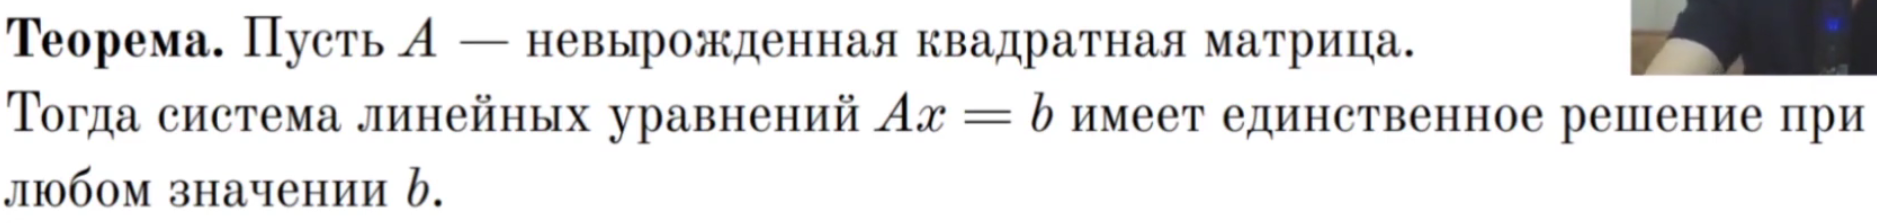 Теорема. Пусть A — невырожденная квадратная матрица.
Тогда система линейных уравнений Ax = b имеет единственное решение при
любом значении b.